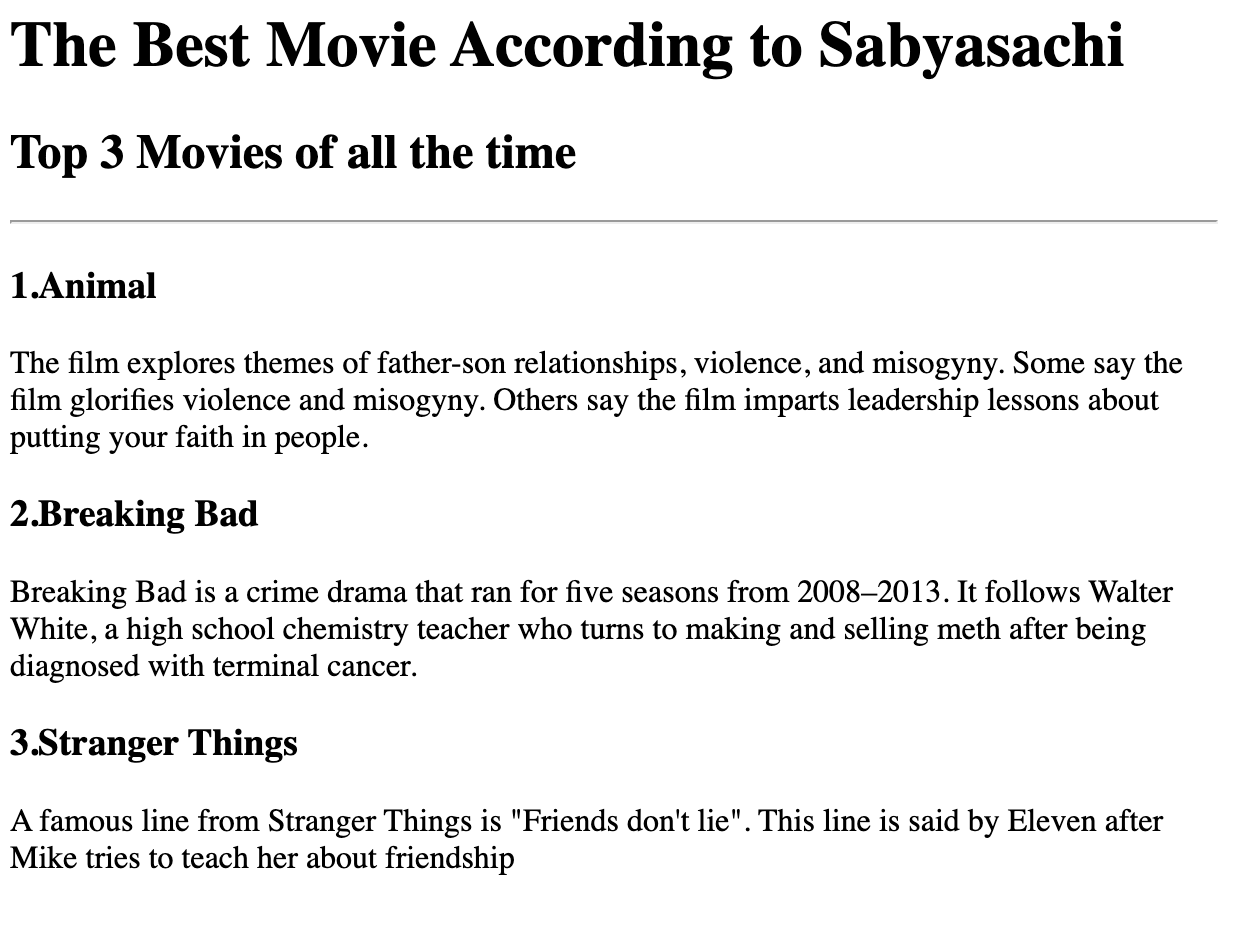 The Best Movie According to Sabyasachi
Top 3 Movies of all the time
1.Animal
The film explores themes of father-son relationships, violence, and misogyny. Some say the
film glorifies violence and misogyny. Others say the film imparts leadership lessons about
putting your faith in people.
2.Breaking Bad
Breaking Bad is a crime drama that ran for five seasons from 2008–2013. It follows Walter
White, a high school chemistry teacher who turns to making and selling meth after being
diagnosed with terminal cancer.
3.Stranger Things
A famous line from Stranger Things is "Friends don't lie". This line is said by Eleven after
Mike tries to teach her about friendship